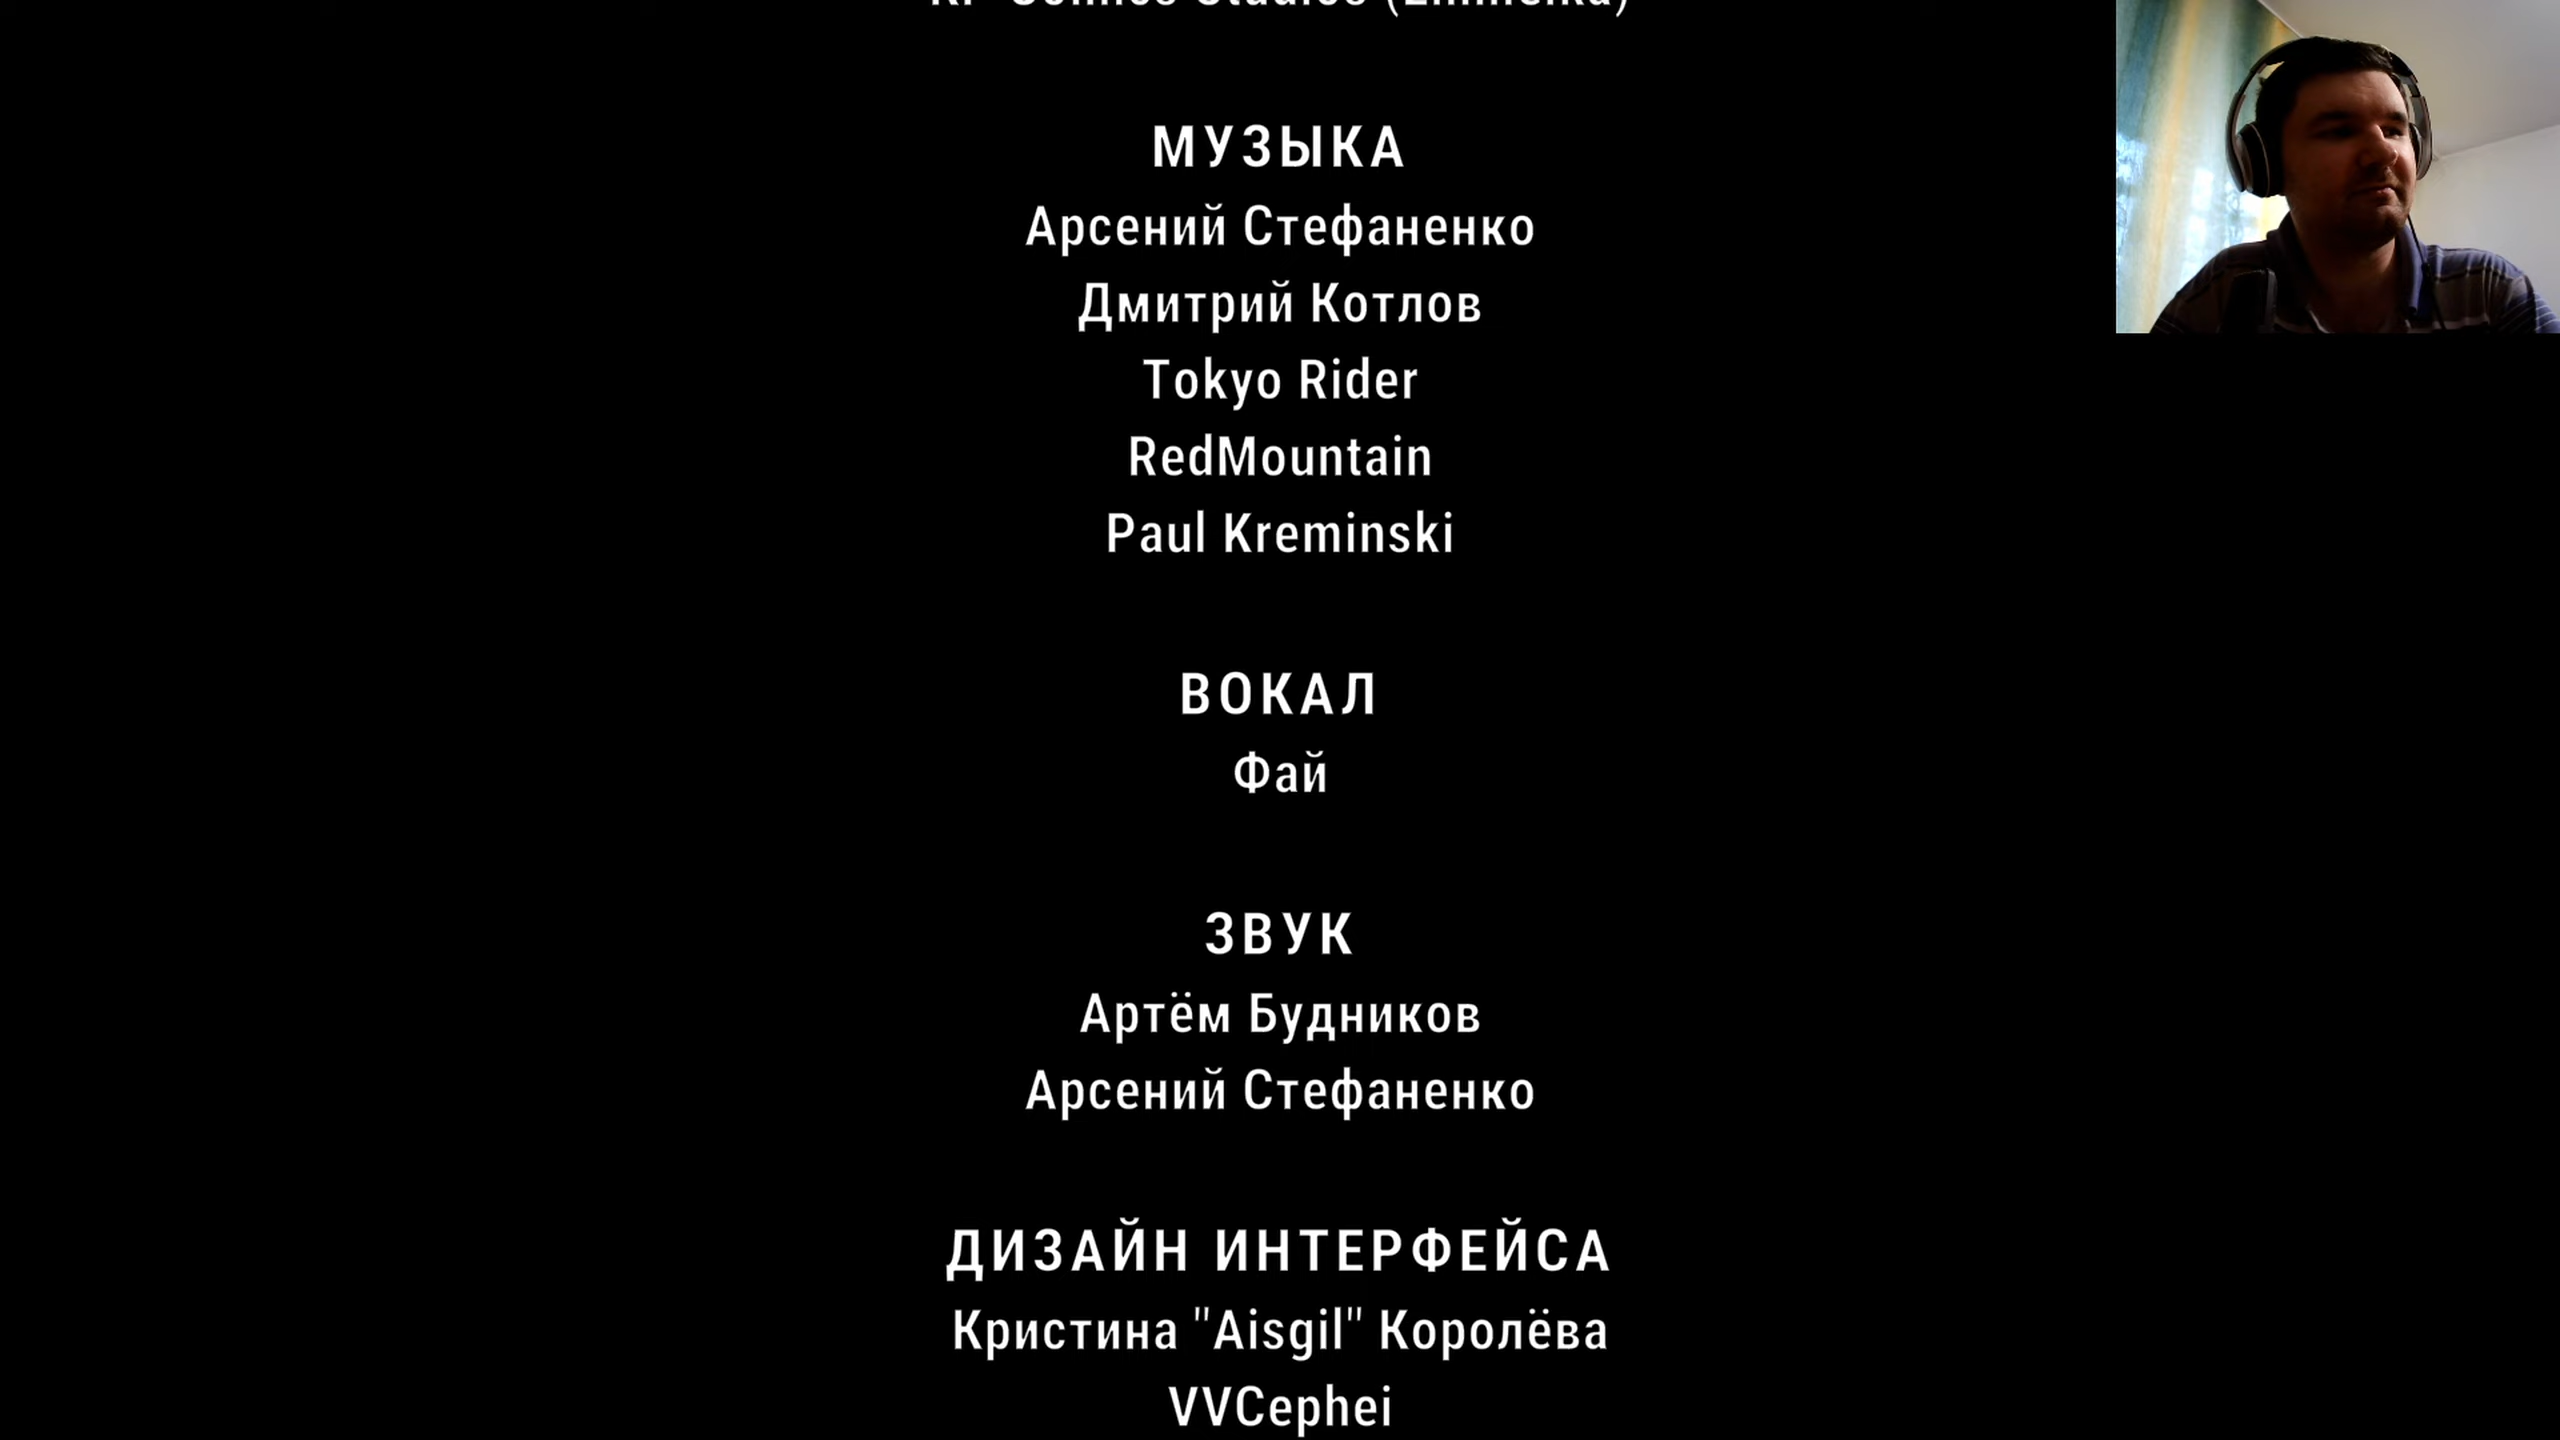 МУЗЫКА
Арсений Стефаненко
Дмитрий Котлов
Tokyo Rider
RedMountain
Paul Kreminski
ВОКАЛ
Фай
ЗВУК
Артём Будников
Арсений Стефаненко
ДИЗАЙН ИНТЕРФЕЙСА
Кристина "Aisgil" Королёва
VVCephei